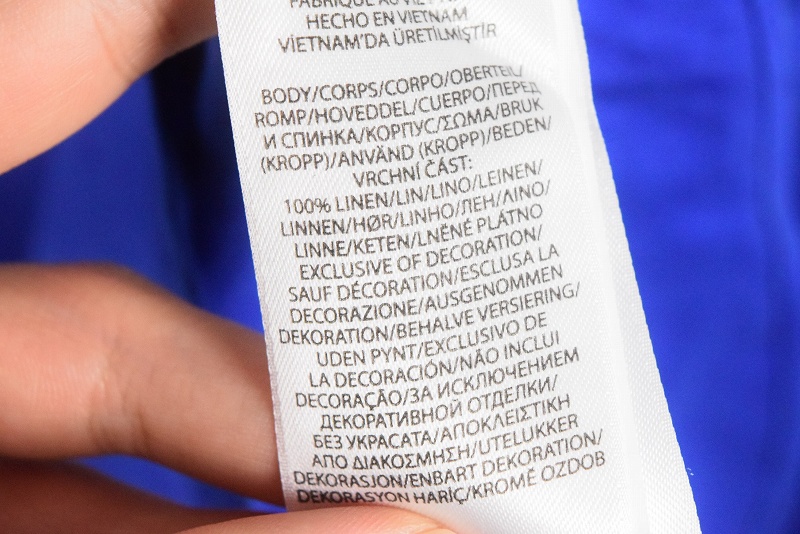 FABRIQUÉ AU VIETNAM
HECHO EN VIETNAM
VİETNAM'DA ÜRETİLMİŞTİR
BODY/CORPS/CORPO/OBERTEIL/
ROMP/HOVEDDEL/CUERPO/ПЕРЕД
И СПИНКА/КОРПУС/ΣΩΜΑ/BRUK
(KROPP)/ANVÄND (KROPP)/BEDEN/
VRCHNÍ ČÁST:
100% LINEN/LIN/LINO/LEINEN/
LINNEN/HØR/LINHO/ЛЕН/ΛΙΝΟ/
LINNE/KETEN/LNĚNÉ PLÁTNO
EXCLUSIVE OF DECORATION/
SAUF DÉCORATION/ESCLUSA LA
DECORAZIONE/AUSGENOMMEN
DEKORATION/BEHALVE VERSIERING/
UDEN PYNT/EXCLUSIVO DE
LA DECORACIÓN/NÃO INCLUI
DECORAÇÃO/ЗА ИСКЛЮЧЕНИЕМ
ДЕКОРАТИВНОЙ ОТДЕЛКИ/
БЕЗ УКРАСАТА/ΑΠΟΚΛΕΙΣΤΙΚΗ
ΑΠΟ ΔΙΑΚΟΣΜΗΣΗ/UTELUKKER
DEKORASJON/ENBART DEKORATION/
DEKORASYON HARİÇ/KROMĚ OZDOB